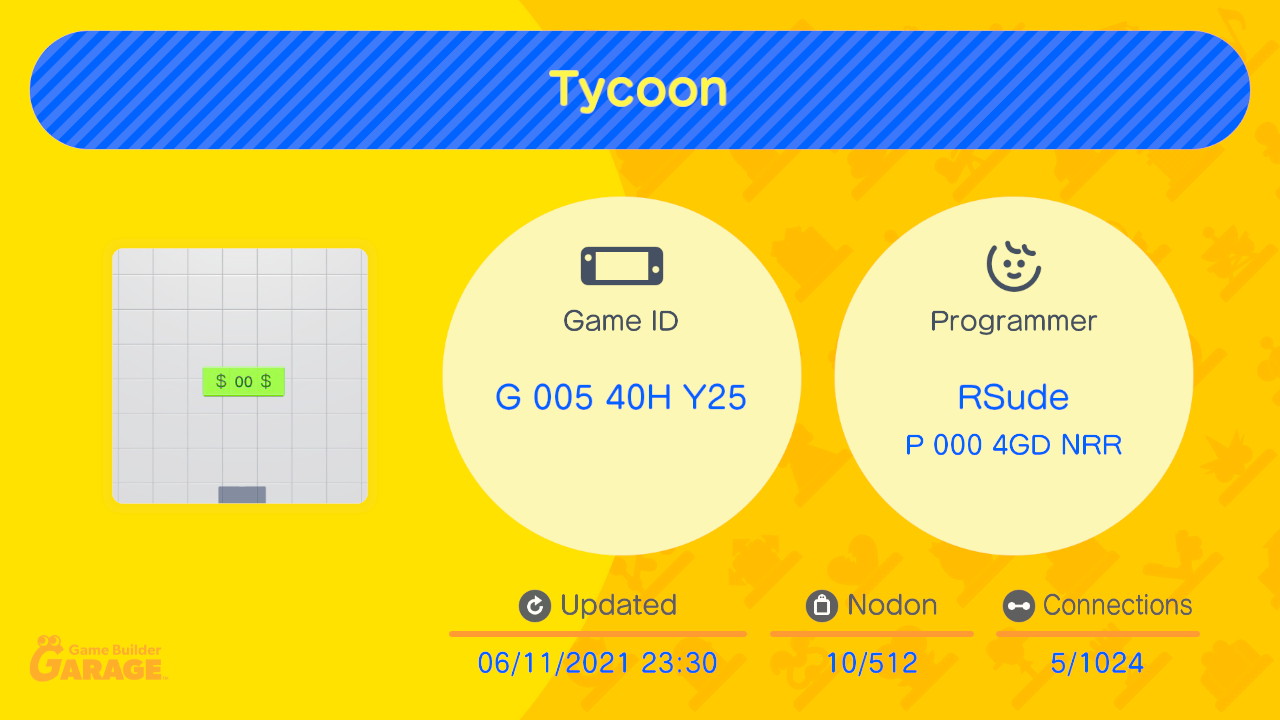 Tycoon
$ 00 $
Game ID
G 005 40H Y25
Programmer
RSude
P 000 4GD NRR
Updated
06/11/2021 23:30
Nodon
10/512
Connections
5/1024
Game Builder
GARAGE